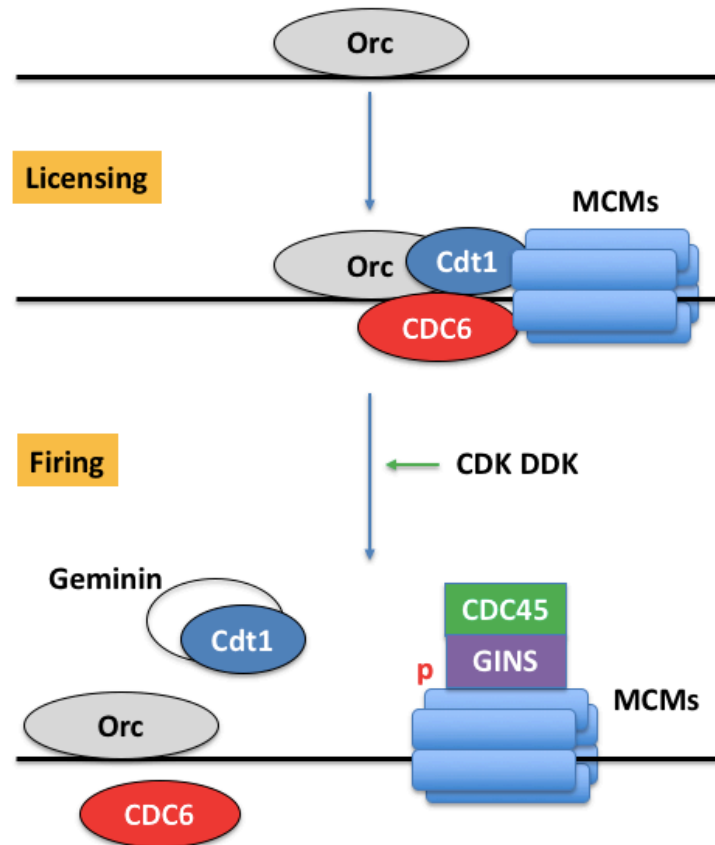 Orc
Licensing
MCMs
Orc
Cdt1
CDC6
Firing
CDK DDK
Geminin
Cdt1
CDC45
GINS
p
MCMs
Orc
CDC6